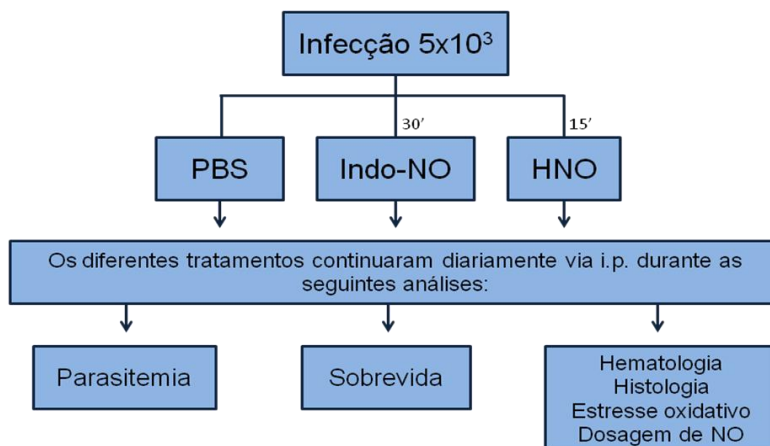 Infecção 5x10³
30'
15'
PBS
Indo-NO
HNO
Os diferentes tratamentos continuaram diariamente via i.p. durante as
seguintes análises:
Parasitemia
Sobrevida
Hematologia
Histologia
Estresse oxidativo
Dosagem de NO